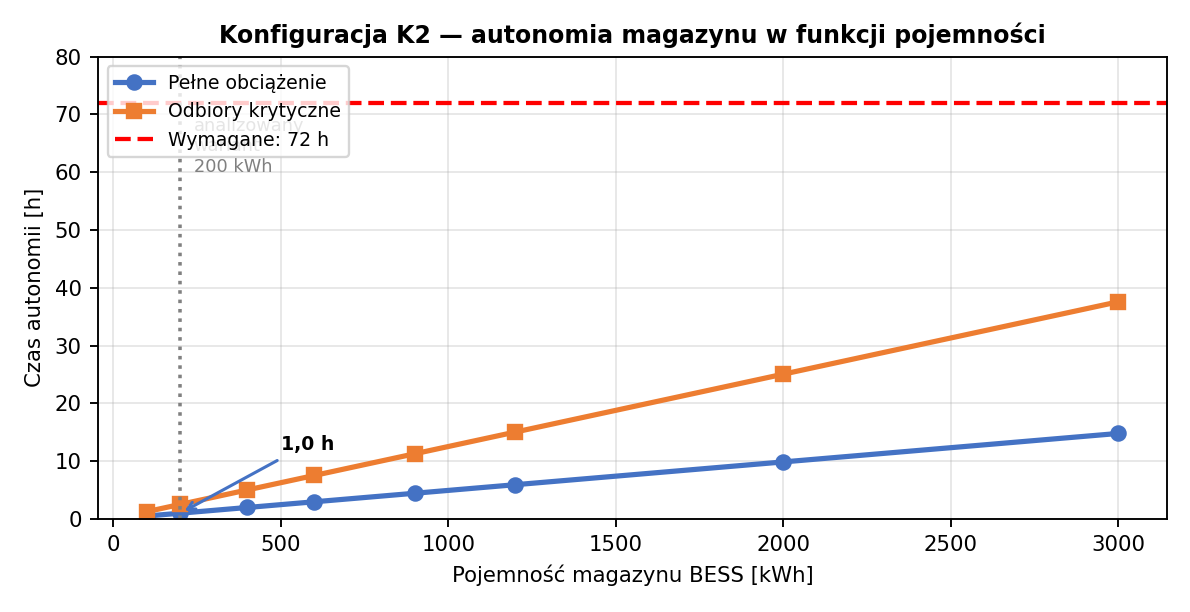 Konfiguracja K2 — autonomia magazynu w funkcji pojemności
80
70
60
50
40
30
20
10
0
Czas autonomii [h]
Pełne obciążenie
Odbiory krytyczne
Wymagane: 72 h
analizowany
200 kWh
1,0 h
0
500
1000
1500
2000
2500
3000
Pojemność magazynu BESS [kWh]